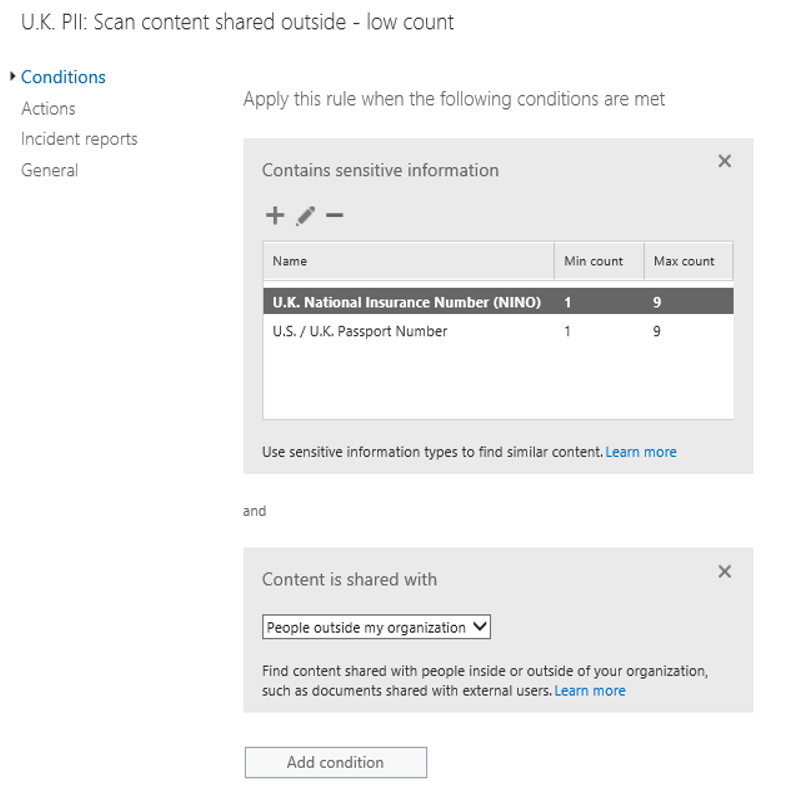 U.K. PII: Scan content shared outside - low count
Conditions
Actions
Incident reports
General
Apply this rule when the following conditions are met
Contains sensitive information
Name Min count Max count
U.K. National Insurance Number (NINO) 1 9
U.S. / U.K. Passport Number 1 9
Use sensitive information types to find similar content. Learn more
and
Content is shared with
People outside my organization
Find content shared with people inside or outside of your organization,
such as documents shared with external users. Learn more
Add condition